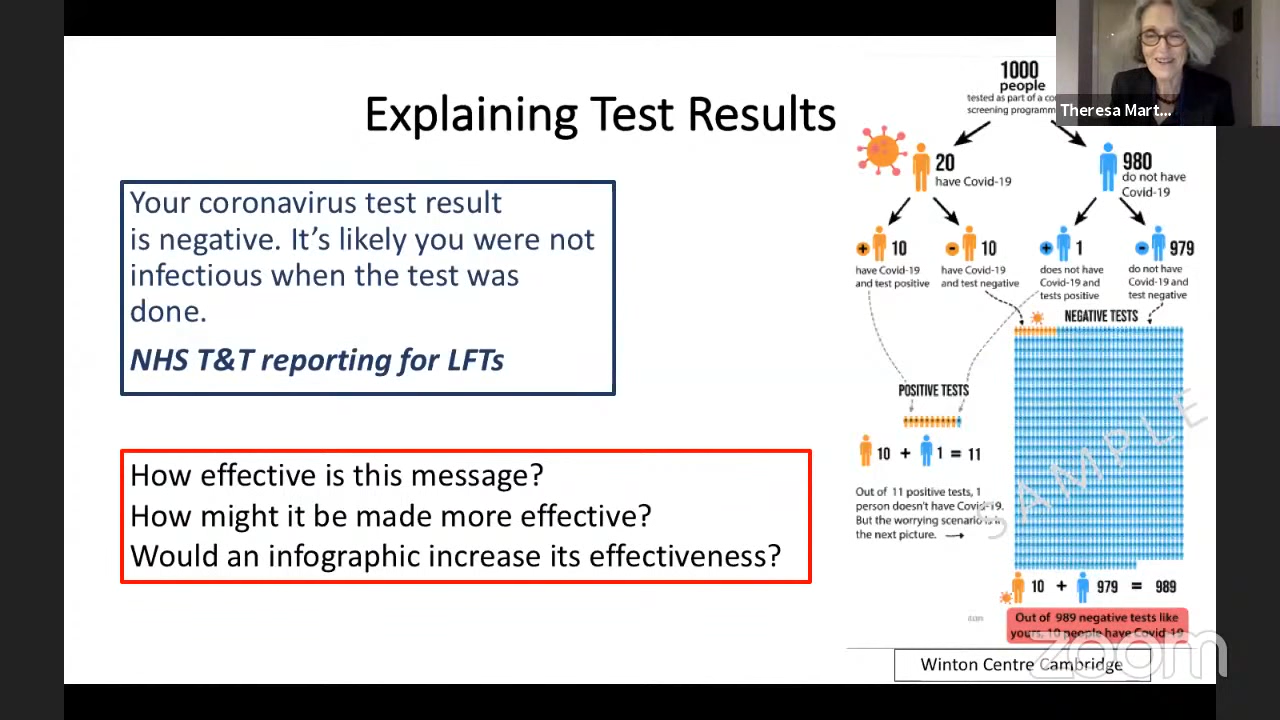 Explaining Test Results
Your coronavirus test result
is negative. It's likely you were not
infectious when the test was
done.
NHS T&T reporting for LFTs
How effective is this message?
How might it be made more effective?
Would an infographic increase its effectiveness?
1000
people
tested as part of a
screening
Theresa Mart...
20
have Covid-19
980
do not have
Covid-19
+ 10
have Covid-19
and test positive
- 10
have Covid-19
and test negative
+ 1
does not have
Covid-19 and
tests positive
- 979
do not have
Covid-19 and
test negative
NEGATIVE TESTS
POSITIVE TESTS
10 + 1 = 11
Out of 11 positive tests, 1
person doesn't have Covid-19.
But the worrying scenario is in
the next picture.
SAMPLE
10 + 979 = 989
Out of 989 negative tests like
yours, 10 people have Covid-19
Winton Centre Cambridge
zoom